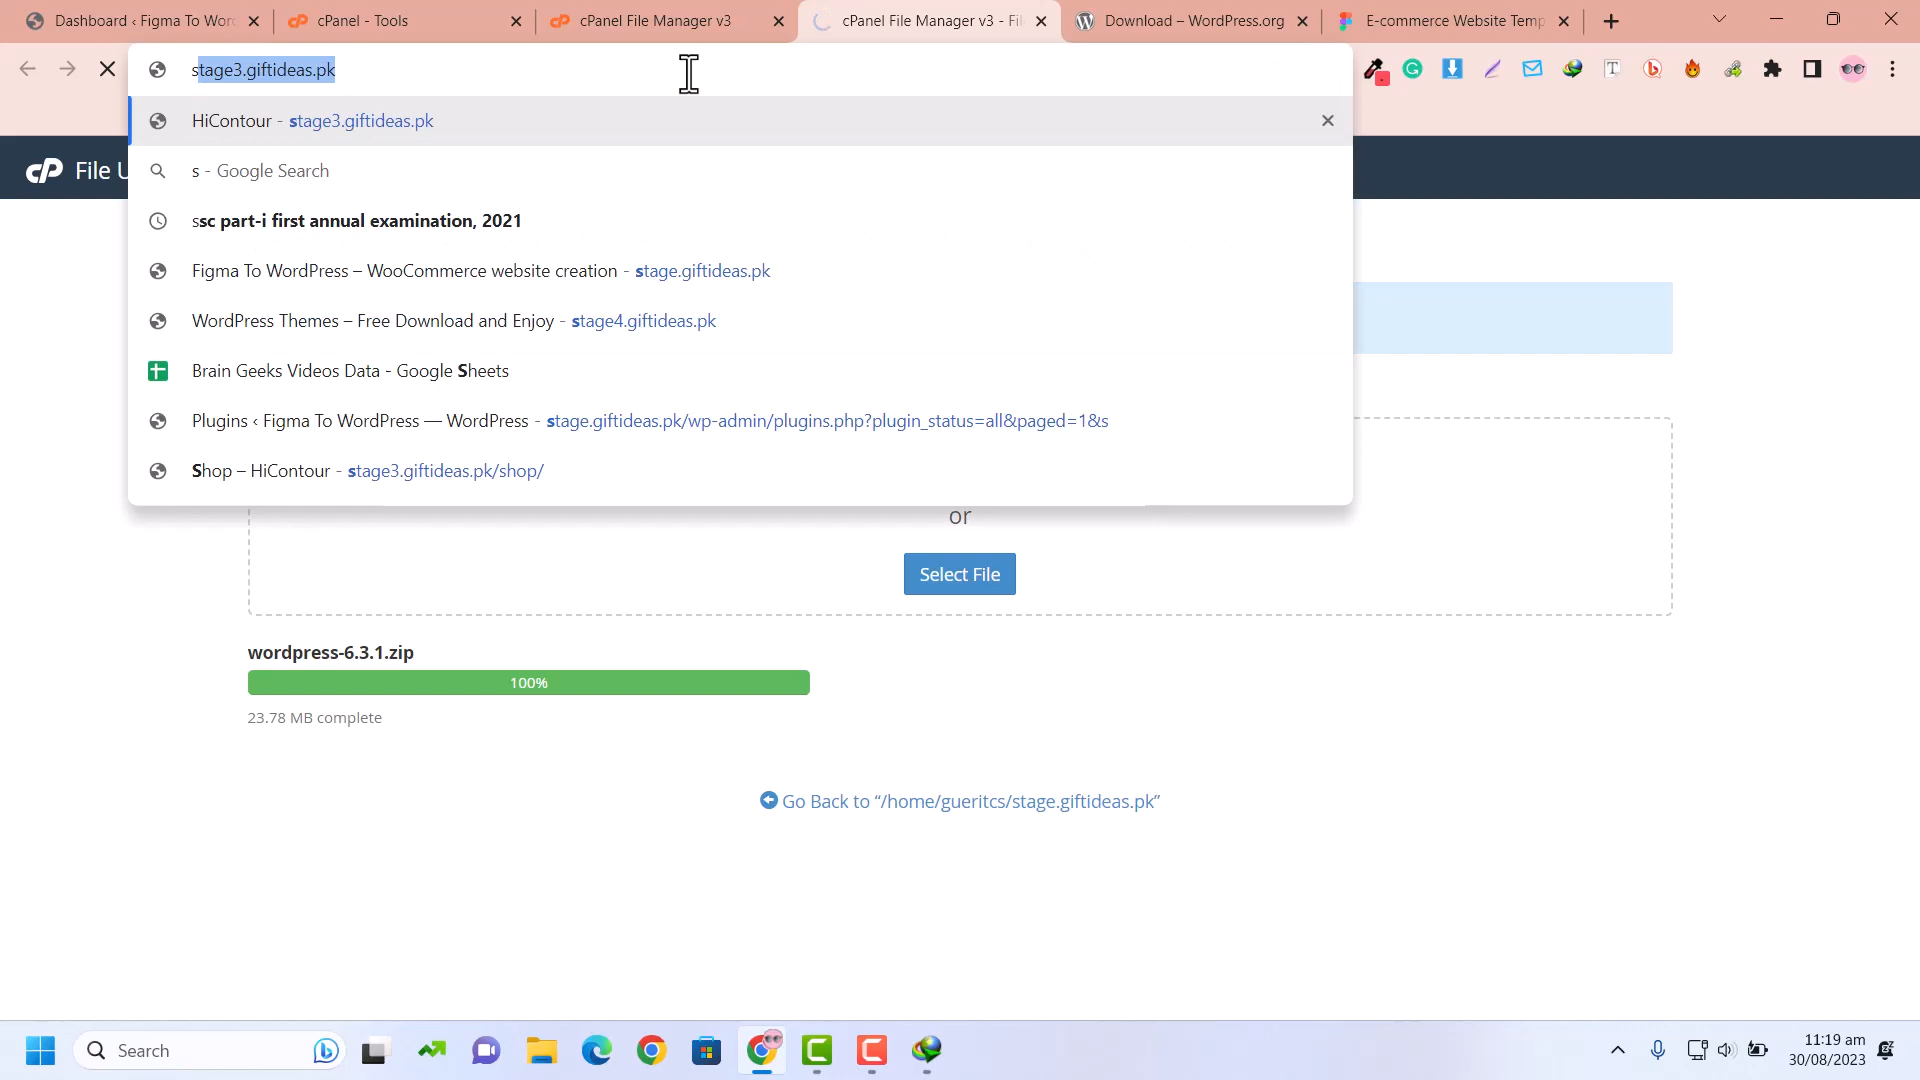 Dashboard ‹ Figma To Wor
cPanel - Tools
cPanel File Manager v3
cPanel File Manager v3 - Fi
Download – WordPress.org
E-commerce Website Temp
stage3.giftideas.pk
HiContour - stage3.giftideas.pk
s - Google Search
ssc part-i first annual examination, 2021
Figma To WordPress – WooCommerce website creation - stage.giftideas.pk
WordPress Themes – Free Download and Enjoy - stage4.giftideas.pk
Brain Geeks Videos Data - Google Sheets
Plugins ‹ Figma To WordPress — WordPress - stage.giftideas.pk/wp-admin/plugins.php?plugin_status=all&paged=1&s
Shop – HiContour - stage3.giftideas.pk/shop/
cP File U
or
Select File
wordpress-6.3.1.zip
100%
23.78 MB complete
Go Back to “/home/gueritcs/stage.giftideas.pk”
Search
11:19 am
30/08/2023